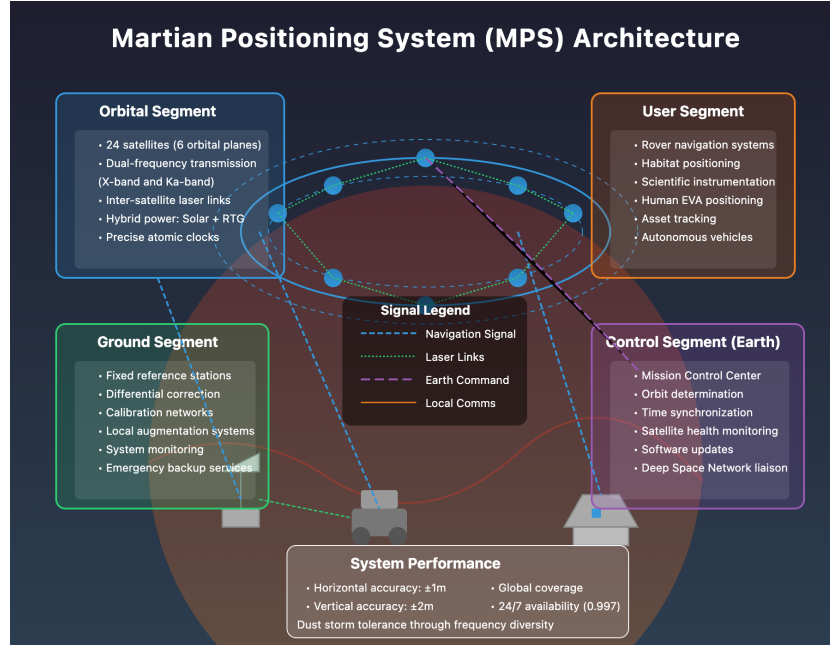 Martian Positioning System (MPS) Architecture
Orbital Segment
• 24 satellites (6 orbital planes)
• Dual-frequency transmission
(X-band and Ka-band)
• Inter-satellite laser links
• Hybrid power: Solar + RTG
• Precise atomic clocks
User Segment
• Rover navigation systems
• Habitat positioning
• Scientific instrumentation
• Human EVA positioning
• Asset tracking
• Autonomous vehicles
Signal Legend
Navigation Signal
Laser Links
Earth Command
Local Comms
Ground Segment
• Fixed reference stations
• Differential correction
• Calibration networks
• Local augmentation systems
• System monitoring
• Emergency backup services
Control Segment (Earth)
• Mission Control Center
• Orbit determination
• Time synchronization
• Satellite health monitoring
• Software updates
• Deep Space Network liaison
System Performance
• Horizontal accuracy: ±1m
• Vertical accuracy: ±2m
• Global coverage
• 24/7 availability (0.997)
Dust storm tolerance through frequency diversity